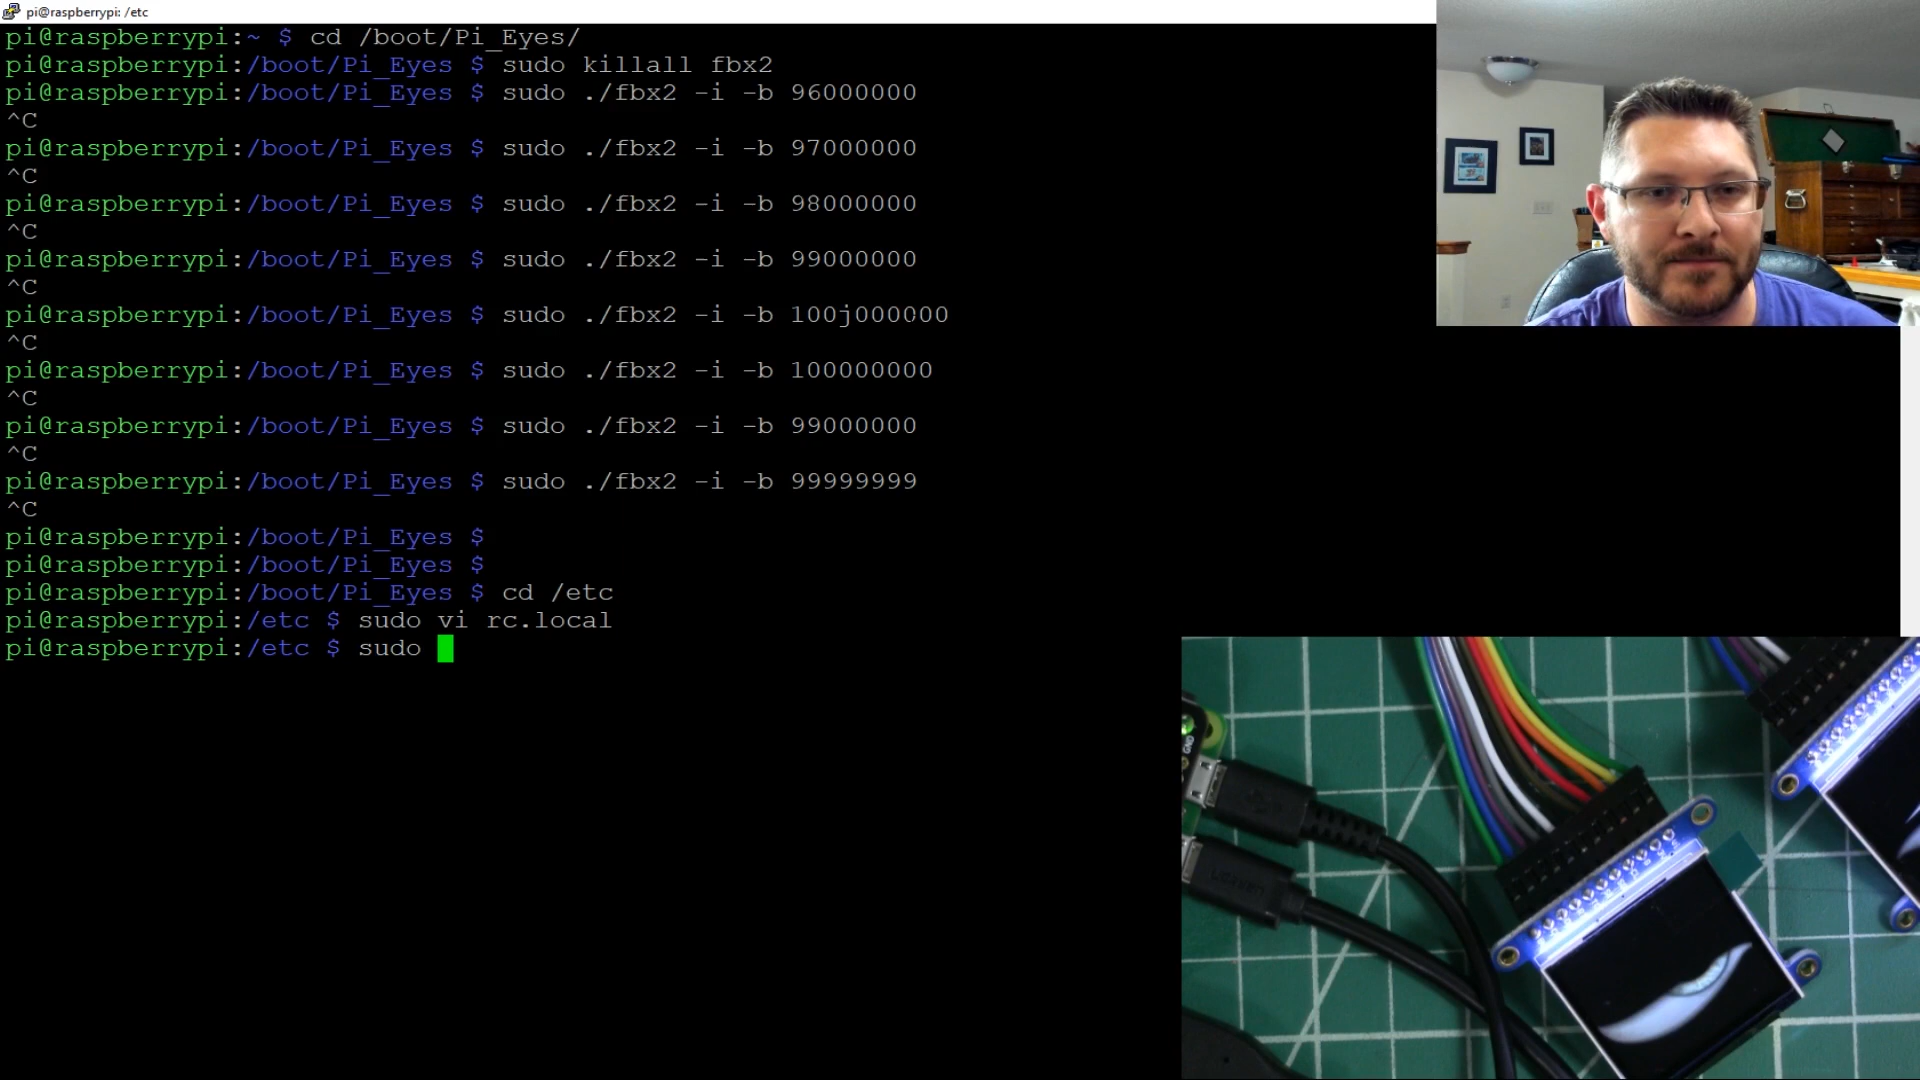 pi@raspberrypi: /etc
pi@raspberrypi:~ $ cd /boot/Pi_Eyes/
pi@raspberrypi:/boot/Pi_Eyes $ sudo killall fbx2
pi@raspberrypi:/boot/Pi_Eyes $ sudo ./fbx2 -i -b 96000000
^C
pi@raspberrypi:/boot/Pi_Eyes $ sudo ./fbx2 -i -b 97000000
^C
pi@raspberrypi:/boot/Pi_Eyes $ sudo ./fbx2 -i -b 98000000
^C
pi@raspberrypi:/boot/Pi_Eyes $ sudo ./fbx2 -i -b 99000000
^C
pi@raspberrypi:/boot/Pi_Eyes $ sudo ./fbx2 -i -b 100j000000
^C
pi@raspberrypi:/boot/Pi_Eyes $ sudo ./fbx2 -i -b 100000000
^C
pi@raspberrypi:/boot/Pi_Eyes $ sudo ./fbx2 -i -b 99000000
^C
pi@raspberrypi:/boot/Pi_Eyes $ sudo ./fbx2 -i -b 99999999
^C
pi@raspberrypi:/boot/Pi_Eyes $
pi@raspberrypi:/boot/Pi_Eyes $
pi@raspberrypi:/boot/Pi_Eyes $ cd /etc
pi@raspberrypi:/etc $ sudo vi rc.local
pi@raspberrypi:/etc $ sudo
GND